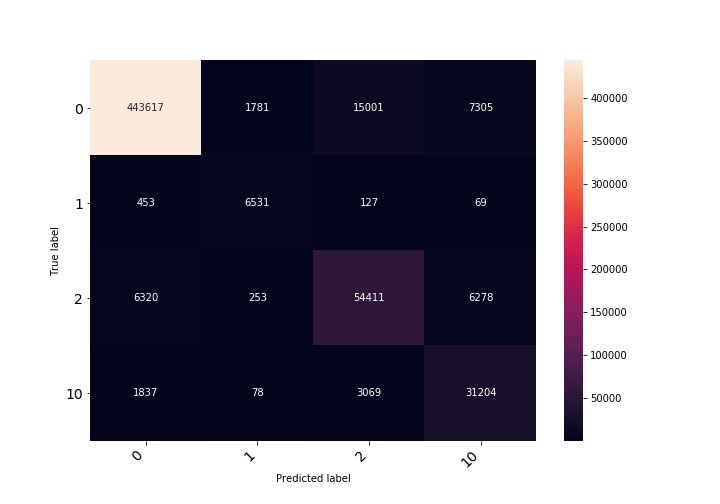 0 443617 1781 15001 7305
1 453 6531 127 69
2 6320 253 54411 6278
10 1837 78 3069 31204
0 1 2 10
Predicted label
True label
400000
350000
300000
250000
200000
150000
100000
50000